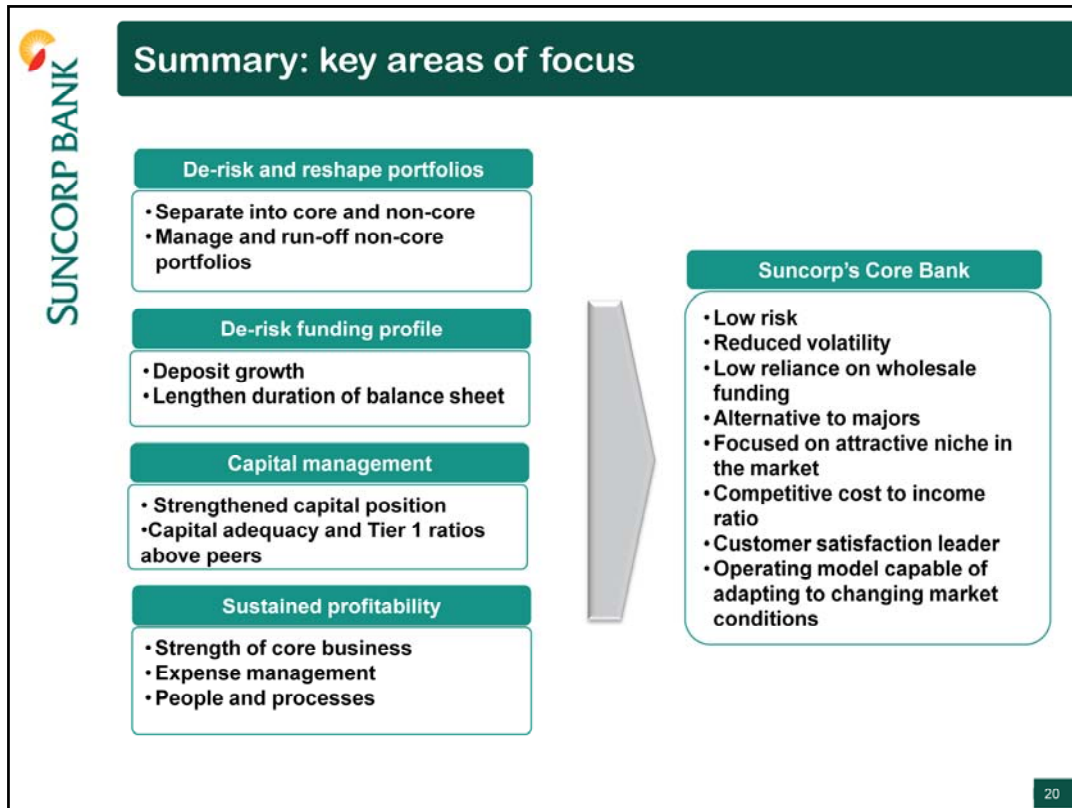 SUNCORP BANK
Summary: key areas of focus
De-risk and reshape portfolios
• Separate into core and non-core
• Manage and run-off non-core
portfolios
De-risk funding profile
• Deposit growth
• Lengthen duration of balance sheet
Capital management
• Strengthened capital position
•Capital adequacy and Tier 1 ratios
above peers
Sustained profitability
• Strength of core business
• Expense management
• People and processes
Suncorp's Core Bank
• Low risk
• Reduced volatility
• Low reliance on wholesale
funding
• Alternative to majors
• Focused on attractive niche in
the market
• Competitive cost to income
ratio
• Customer satisfaction leader
• Operating model capable of
adapting to changing market
conditions
20